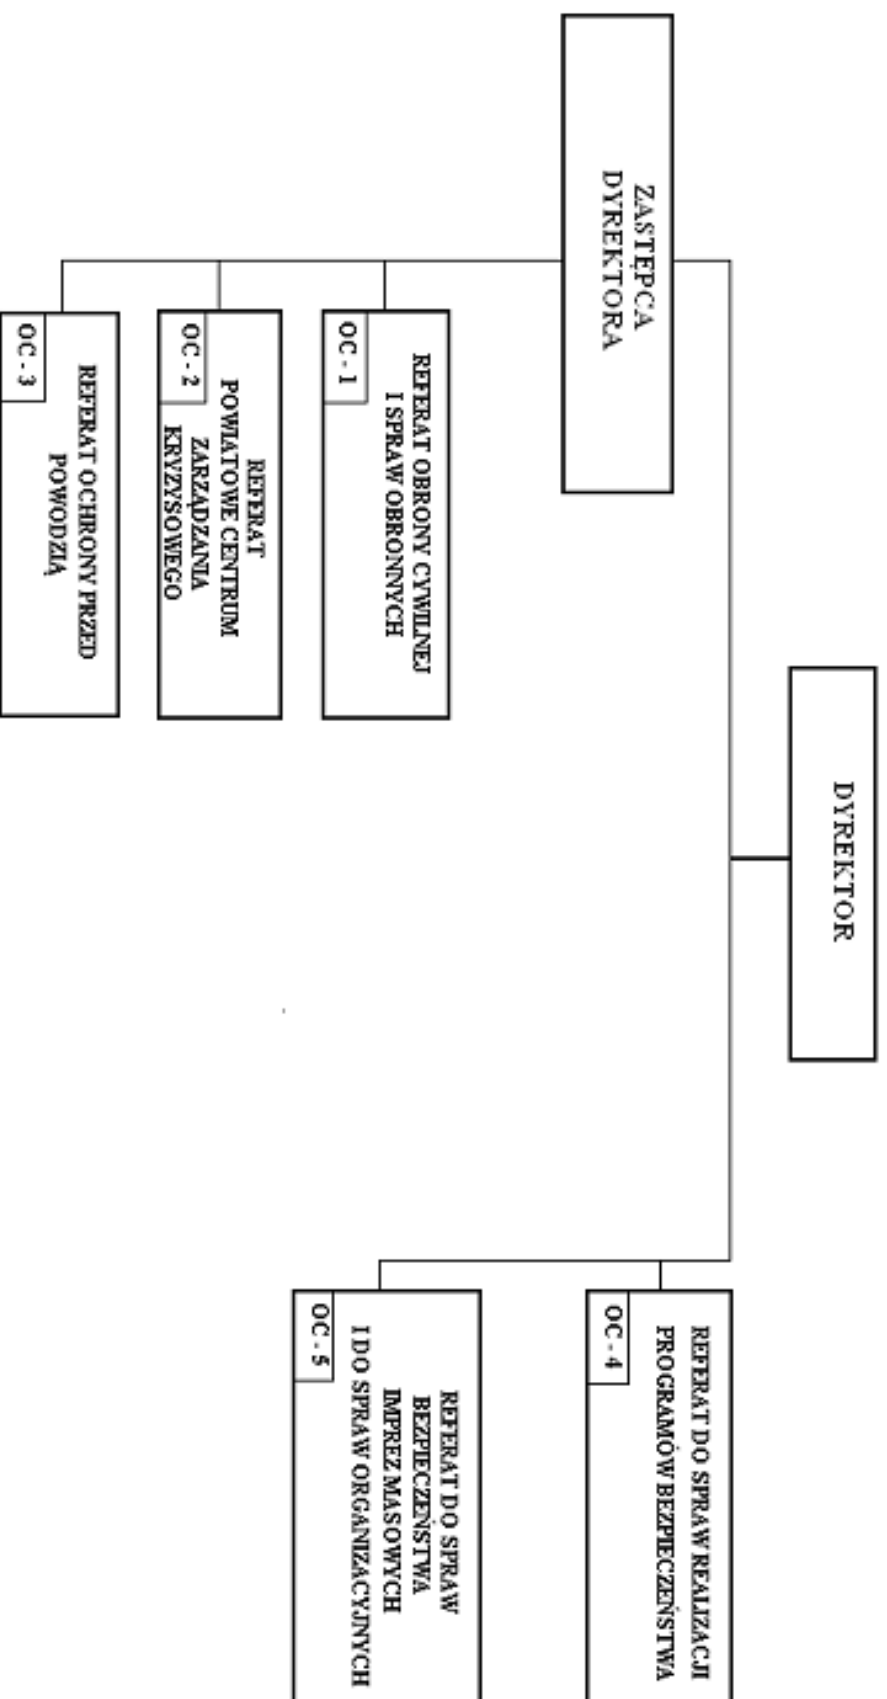 DYREKTOR
ZASTĘPCA
DYREKTORA
REFERAT OBRONY CYWILNEJ
I SPRAW OBRONNYCH
OC - 1
REFERAT
POWIATOWE CENTRUM
ZARZĄDZANIA
KRYZYSOWEGO
OC - 2
REFERAT OCHRONY PRZED
POWODZIĄ
OC - 3
REFERAT DO SPRAW REALIZACJI
PROGRAMÓW BEZPIECZEŃSTWA
OC - 4
REFERAT DO SPRAW
BEZPIECZEŃSTWA
IMPREZ MASOWYCH
I DO SPRAW ORGANIZACYJNYCH
OC - 5